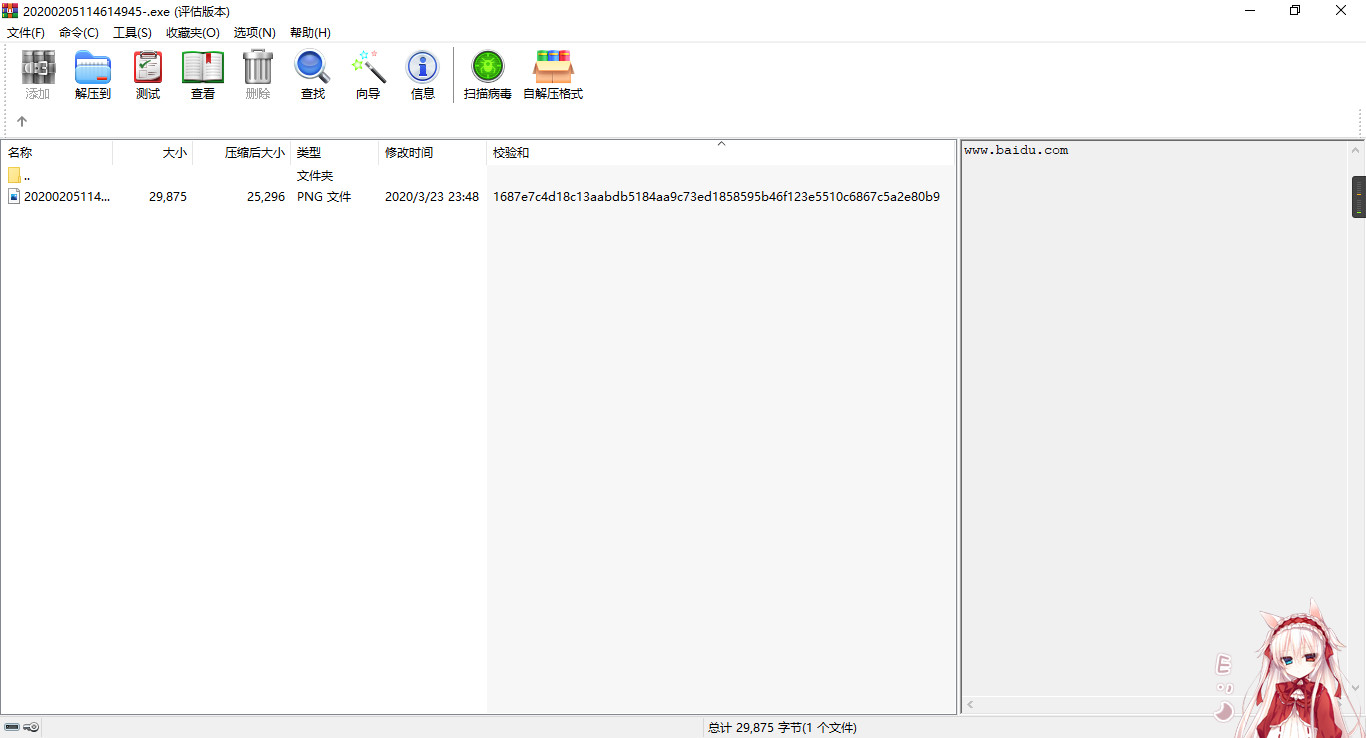 20200205114614945-.exe (评估版本)
文件(F) 命令(C) 工具(S) 收藏夹(O) 选项(N) 帮助(H)
添加 解压到 测试 查看 删除 查找 向导 信息 扫描病毒 自解压格式
名称 大小 压缩后大小 类型 修改时间 校验和
.. 文件夹
20200205114... 29,875 25,296 PNG 文件 2020/3/23 23:48 1687e7c4d18c13aabdb5184aa9c73ed1858595b46f123e5510c6867c5a2e80b9
www.baidu.com
E
总计 29,875 字节(1 个文件)